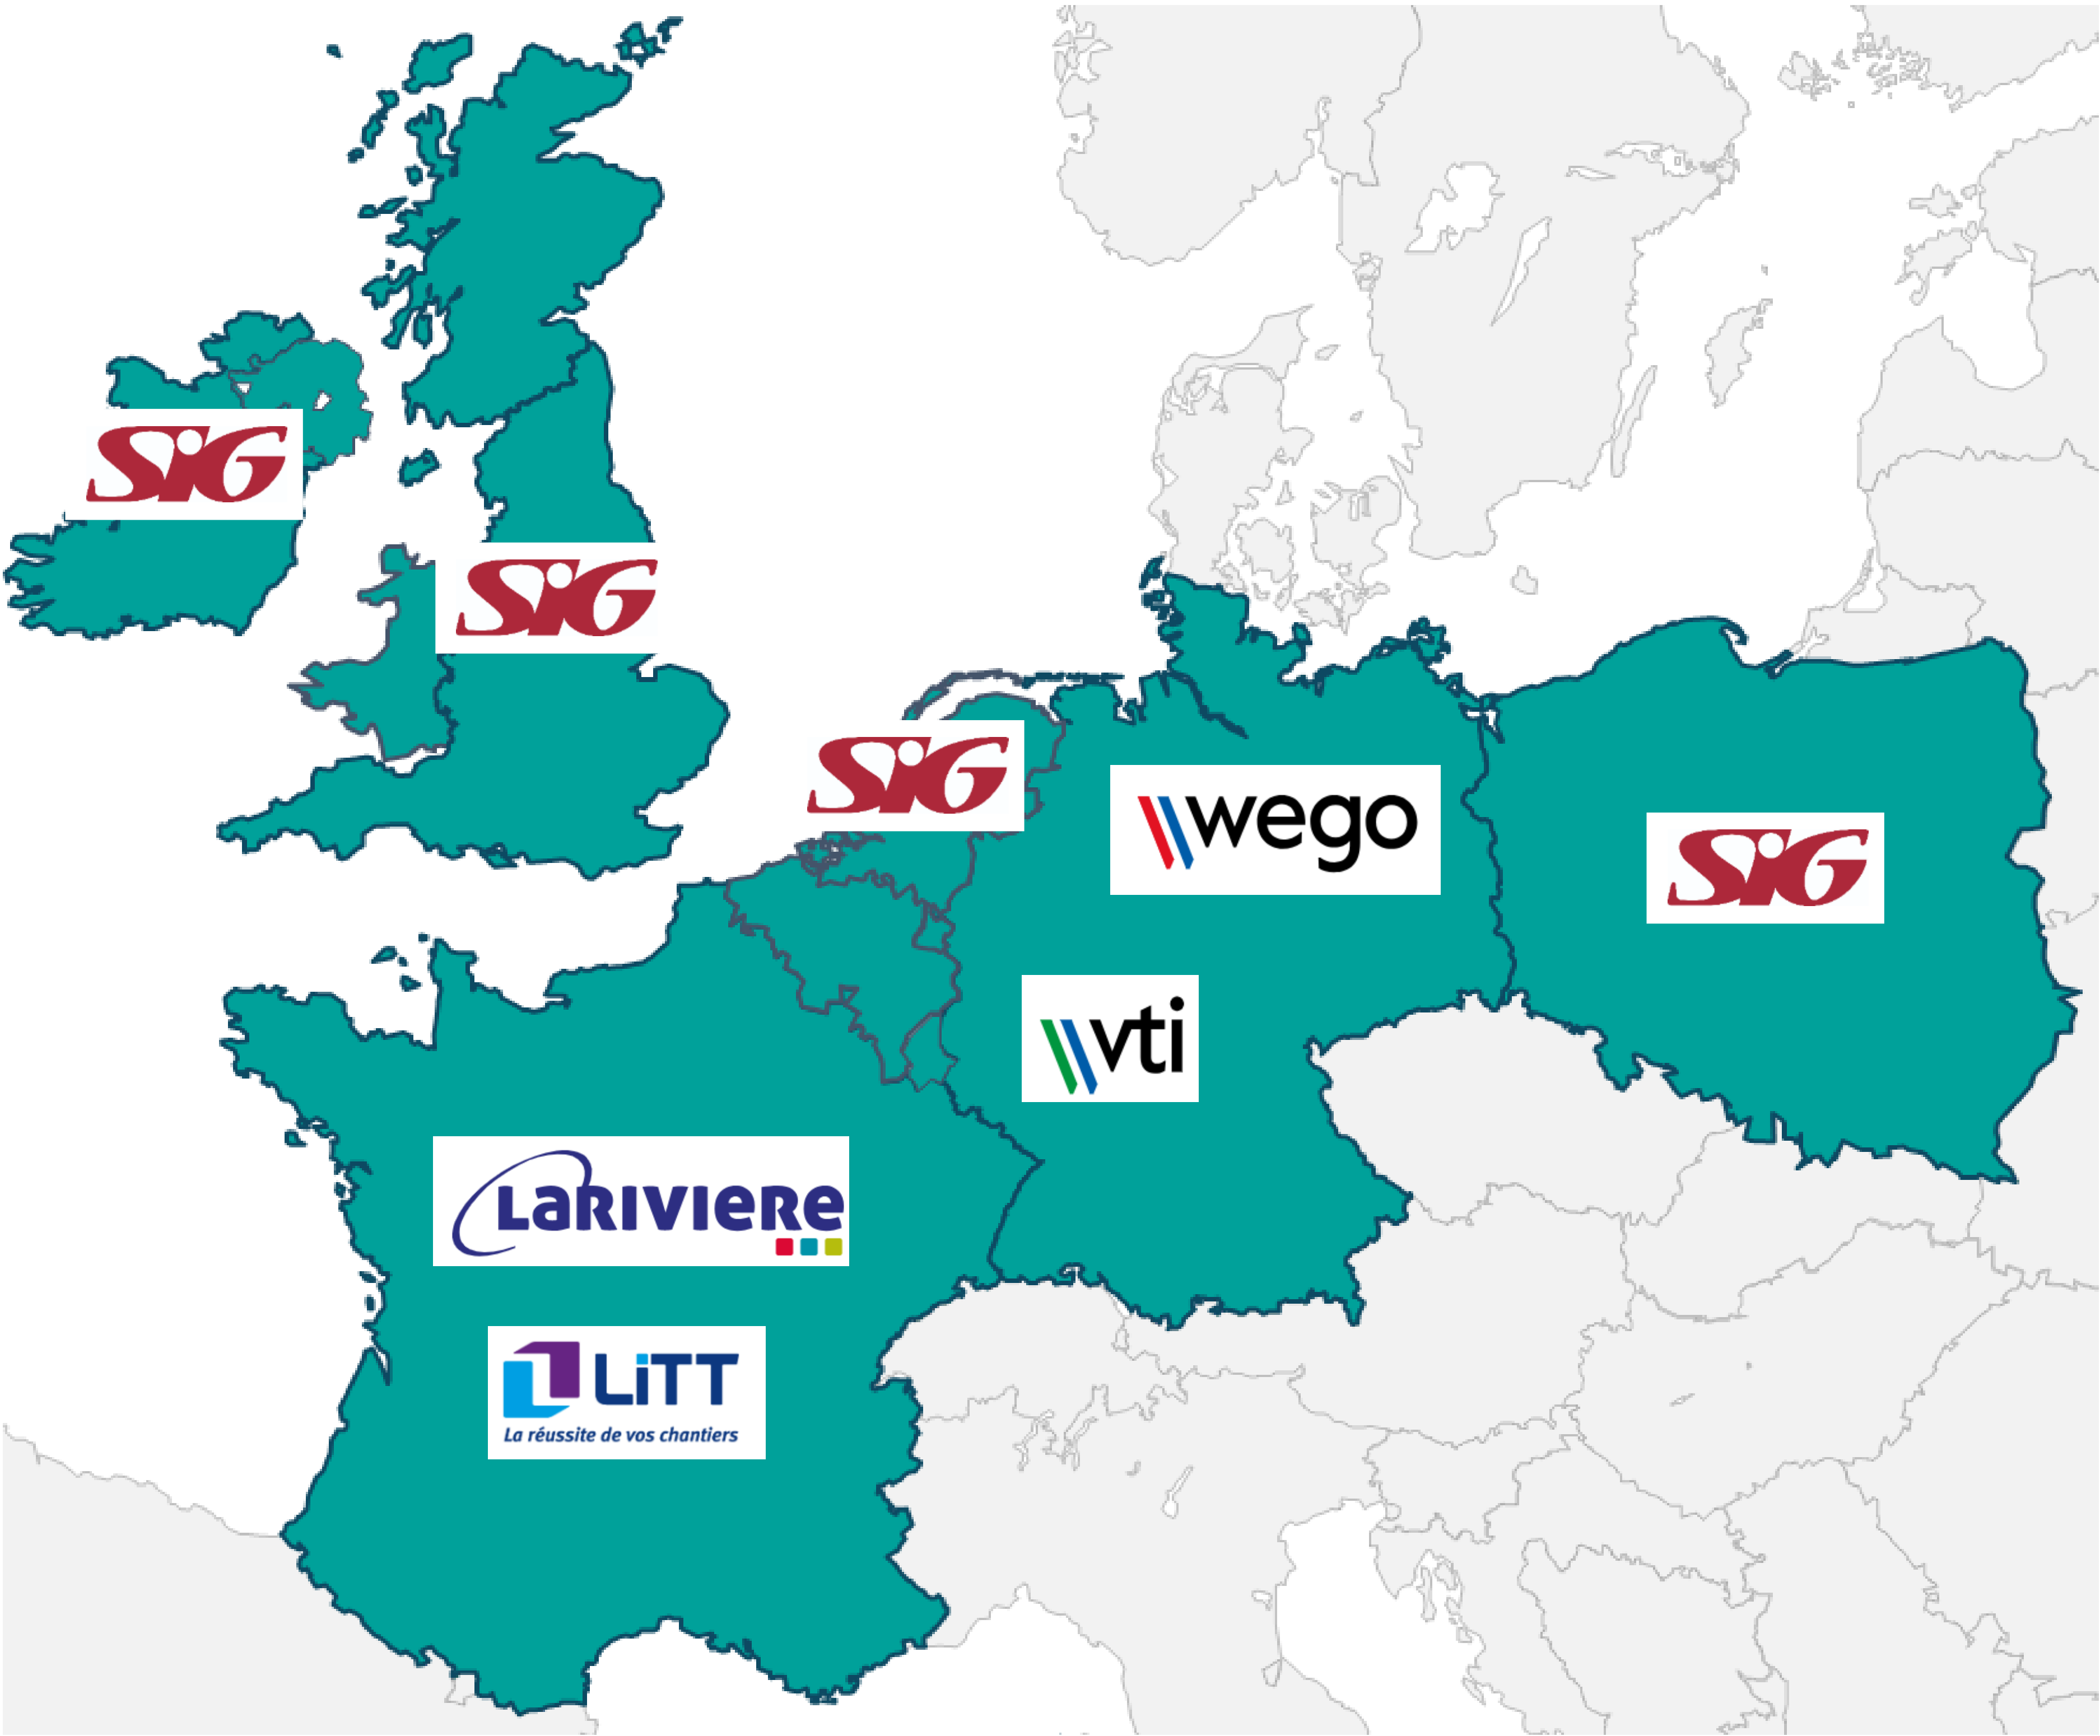 SiG
SiG
SiG
wego
SiG
vti
LaRIVIeRe
LiTT
La réussite de vos chantiers